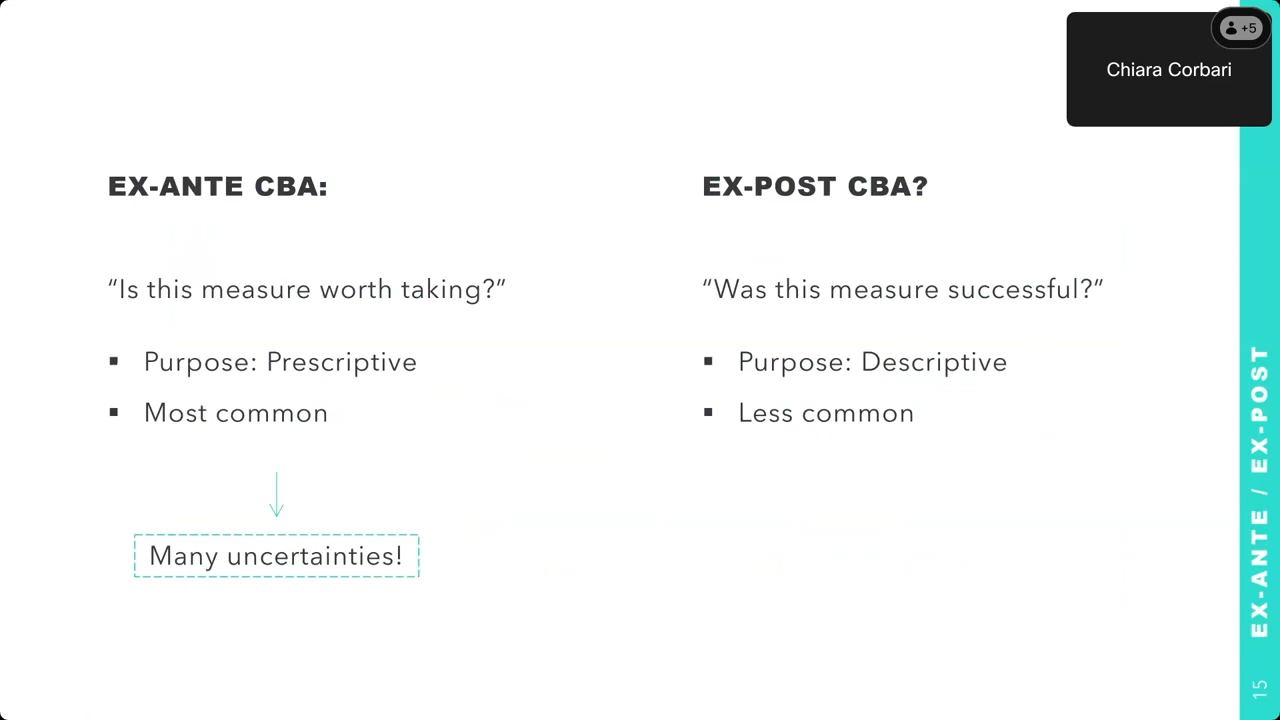 +5
Chiara Corbari
EX-ANTE CBA:
"Is this measure worth taking?"
▪ Purpose: Prescriptive
▪ Most common
Many uncertainties!
EX-POST CBA?
"Was this measure successful?"
▪ Purpose: Descriptive
▪ Less common
EX-ANTE / EX-POST
15